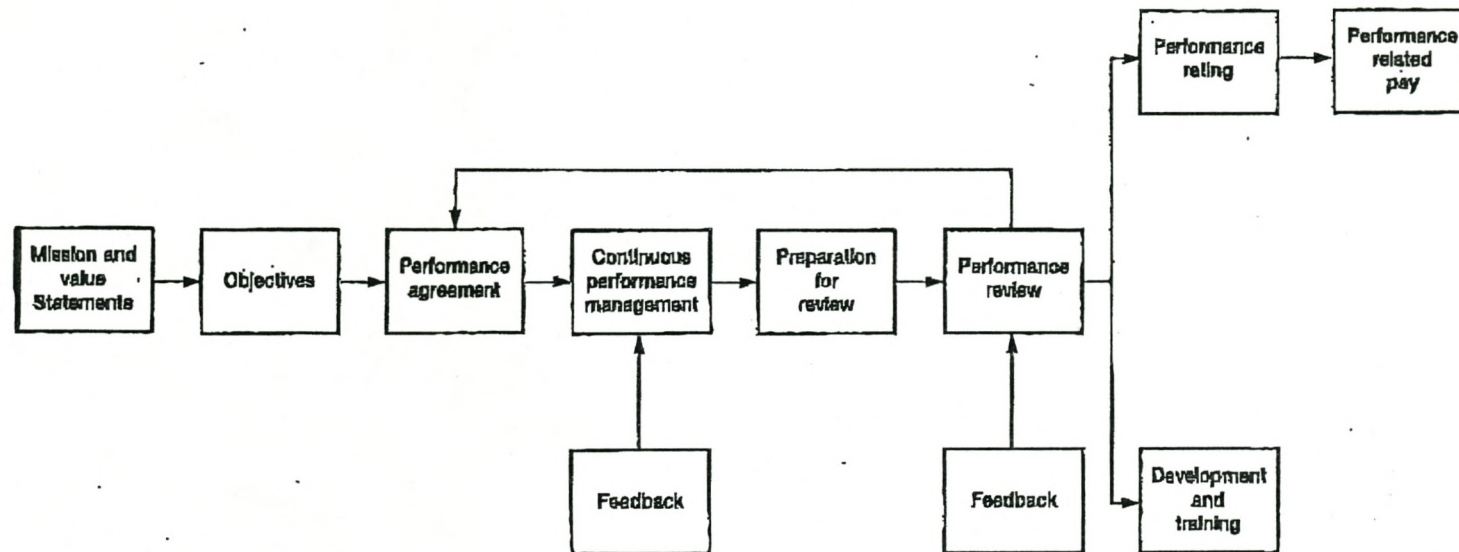 Performance
rating
Performance
related
pay
Mission and
value
Statements
Objectives
Performance
agreement
Continuous
performance
management
Preparation
for
review
Performance
review
Feedback
Feedback
Development
and
training